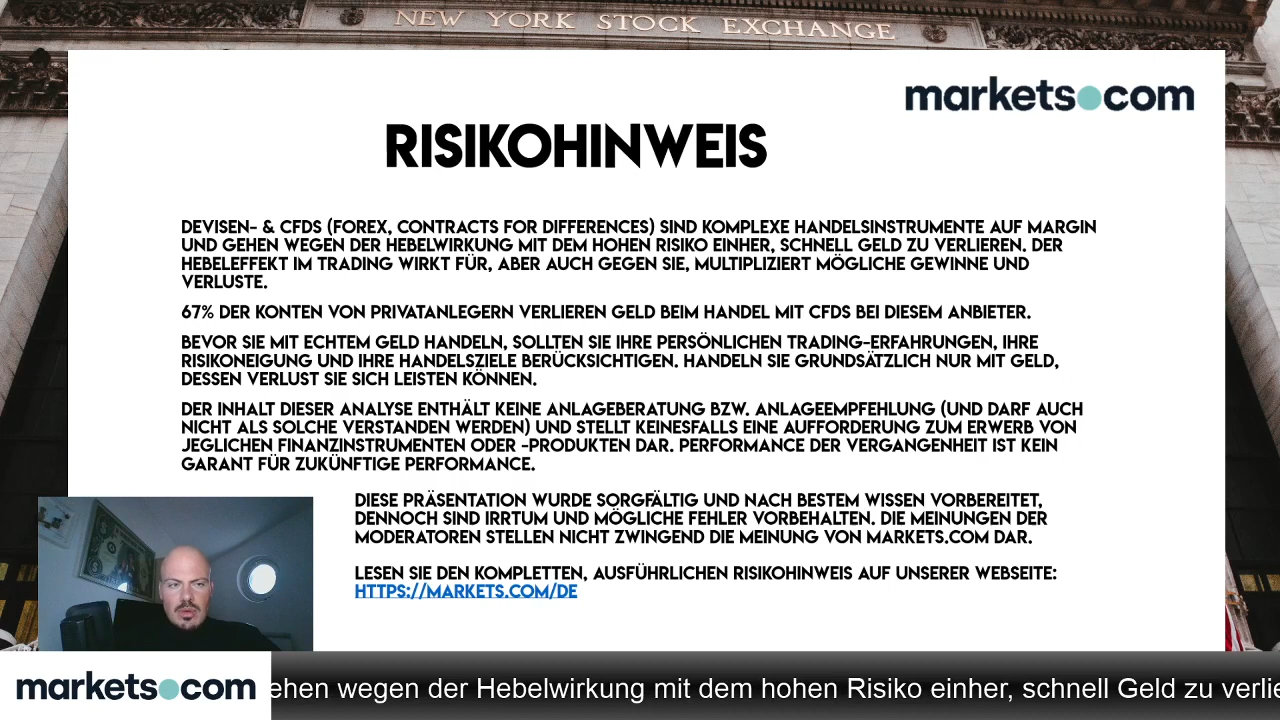 NEW YORK STOCK EXCHANGE
markets.com
RISIKOHINWEIS
DEVISEN- & CFDS (FOREX, CONTRACTS FOR DIFFERENCES) SIND KOMPLEXE HANDELSINSTRUMENTE AUF MARGIN
UND GEHEN WEGEN DER HEBELWIRKUNG MIT DEM HOHEN RISIKO EINHER, SCHNELL GELD ZU VERLIEREN. DER
HEBELEFFEKT IM TRADING WIRKT FÜR, ABER AUCH GEGEN SIE, MULTIPLIZIERT MÖGLICHE GEWINNE UND
VERLUSTE.
67% DER KONTEN VON PRIVATANLEGERN VERLIEREN GELD BEIM HANDEL MIT CFDS BEI DIESEM ANBIETER.
BEVOR SIE MIT ECHTEM GELD HANDELN, SOLLTEN SIE IHRE PERSÖNLICHEN TRADING-ERFAHRUNGEN, IHRE
RISIKONEIGUNG UND IHRE HANDELSZIELE BERÜCKSICHTIGEN. HANDELN SIE GRUNDSÄTZLICH NUR MIT GELD,
DESSEN VERLUST SIE SICH LEISTEN KÖNNEN.
DER INHALT DIESER ANALYSE ENTHÄLT KEINE ANLAGEBERATUNG BZW. ANLAGEEMPFEHLUNG (UND DARF AUCH
NICHT ALS SOLCHE VERSTANDEN WERDEN) UND STELLT KEINESFALLS EINE AUFFORDERUNG ZUM ERWERB VON
JEGLICHEN FINANZINSTRUMENTEN ODER -PRODUKTEN DAR. PERFORMANCE DER VERGANGENHEIT IST KEIN
GARANT FÜR ZUKÜNFTIGE PERFORMANCE.
DIESE PRÄSENTATION WURDE SORGFÄLTIG UND NACH BESTEM WISSEN VORBEREITET,
DENNOCH SIND IRRTUM UND MÖGLICHE FEHLER VORBEHALTEN. DIE MEINUNGEN DER
MODERATOREN STELLEN NICHT ZWINGEND DIE MEINUNG VON MARKETS.COM DAR.
LESEN SIE DEN KOMPLETTEN, AUSFÜHRLICHEN RISIKOHINWEIS AUF UNSERER WEBSEITE:
HTTPS://MARKETS.COM/DE
markets.com
ehen wegen der Hebelwirkung mit dem hohen Risiko einher, schnell Geld zu verlie